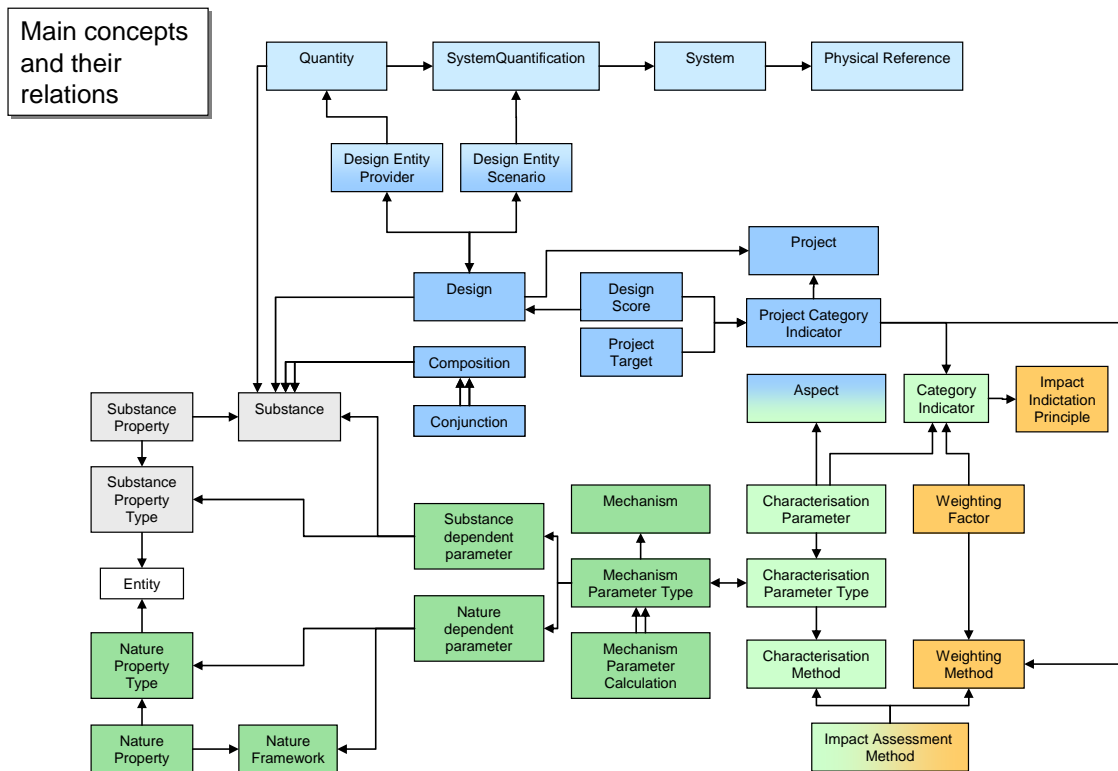 Main concepts
and their
relations
Quantity
SystemQuantification
System
Physical Reference
Design Entity
Provider
Design Entity
Scenario
Project
Design
Design
Score
Project Category
Indicator
Project
Target
Composition
Conjunction
Aspect
Category
Indicator
Impact
Indictation
Principle
Substance
Property
Substance
Substance
Property
Type
Mechanism
Characterisation
Parameter
Weighting
Factor
Substance
dependent
parameter
Mechanism
Parameter Type
Characterisation
Parameter Type
Entity
Nature
dependent
parameter
Nature
Property
Type
Mechanism
Parameter
Calculation
Characterisation
Method
Weighting
Method
Nature
Property
Nature
Framework
Impact Assessment
Method